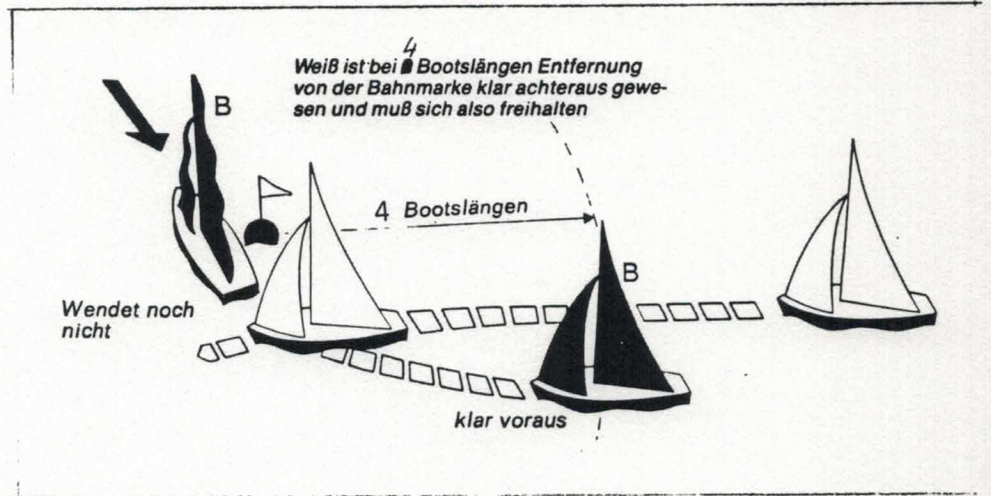 4
Weiß ist bei Bootslängen Entfernung
von der Bahnmarke klar achteraus gewe-
sen und muß sich also freihalten
B
4 Bootslängen
B
Wendet noch
nicht
klar voraus